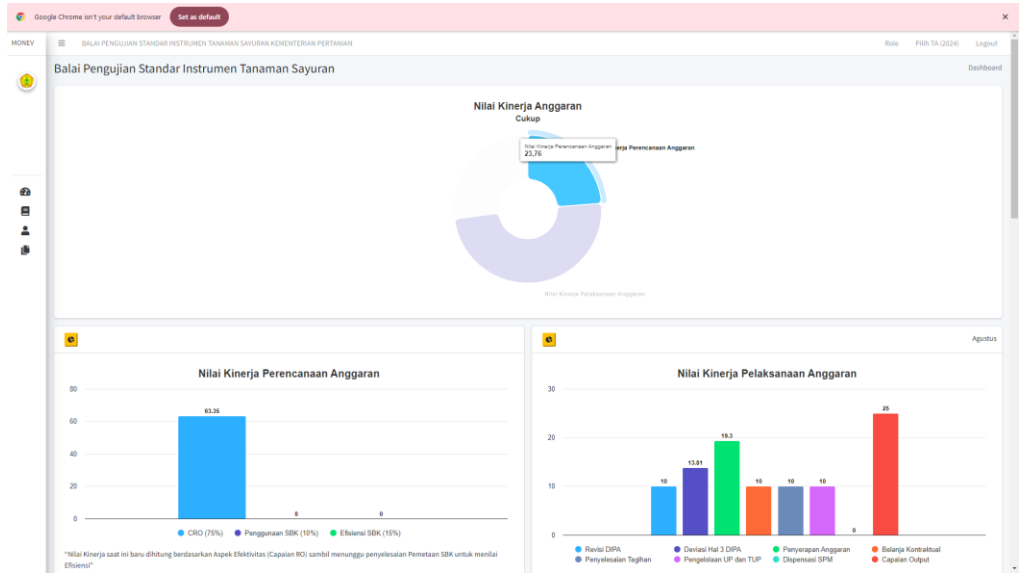 Google Chrome isn't your default browser
Set as default
MONEV
BALAI PENGUJIAN STANDAR INSTRUMEN TANAMAN SAYURAN KEMENTERIAN PERTANIAN
Role
Pilih TA (2024)
Logout
Balai Pengujian Standar Instrumen Tanaman Sayuran
Dashboard
Nilai Kinerja Anggaran
Cukup
Nilai Kinerja Perencanaan Anggaran
23,76
erja Perencanaan Anggaran
Nilai Kinerja Pelaksanaan Anggaran
Nilai Kinerja Perencanaan Anggaran
80
60
40
20
0
63.35
0
0
CRO (75%)
Penggunaan SBK (10%)
Efisiensi SBK (15%)
"Nilai Kinerja saat ini baru dihitung berdasarkan Aspek Efektivitas (Capaian RO) sambil menunggu penyelesaian Pemetaan SBK untuk menilai
Efisiensi"
Agustus
Nilai Kinerja Pelaksanaan Anggaran
30
20
10
0
10
13.81
19.3
10
10
10
0
25
Revisi DIPA
Deviasi Hal 3 DIPA
Penyerapan Anggaran
Belanja Kontraktual
Penyelesaian Tagihan
Pengelolaan UP dan TUP
Dispensasi SPM
Capaian Output